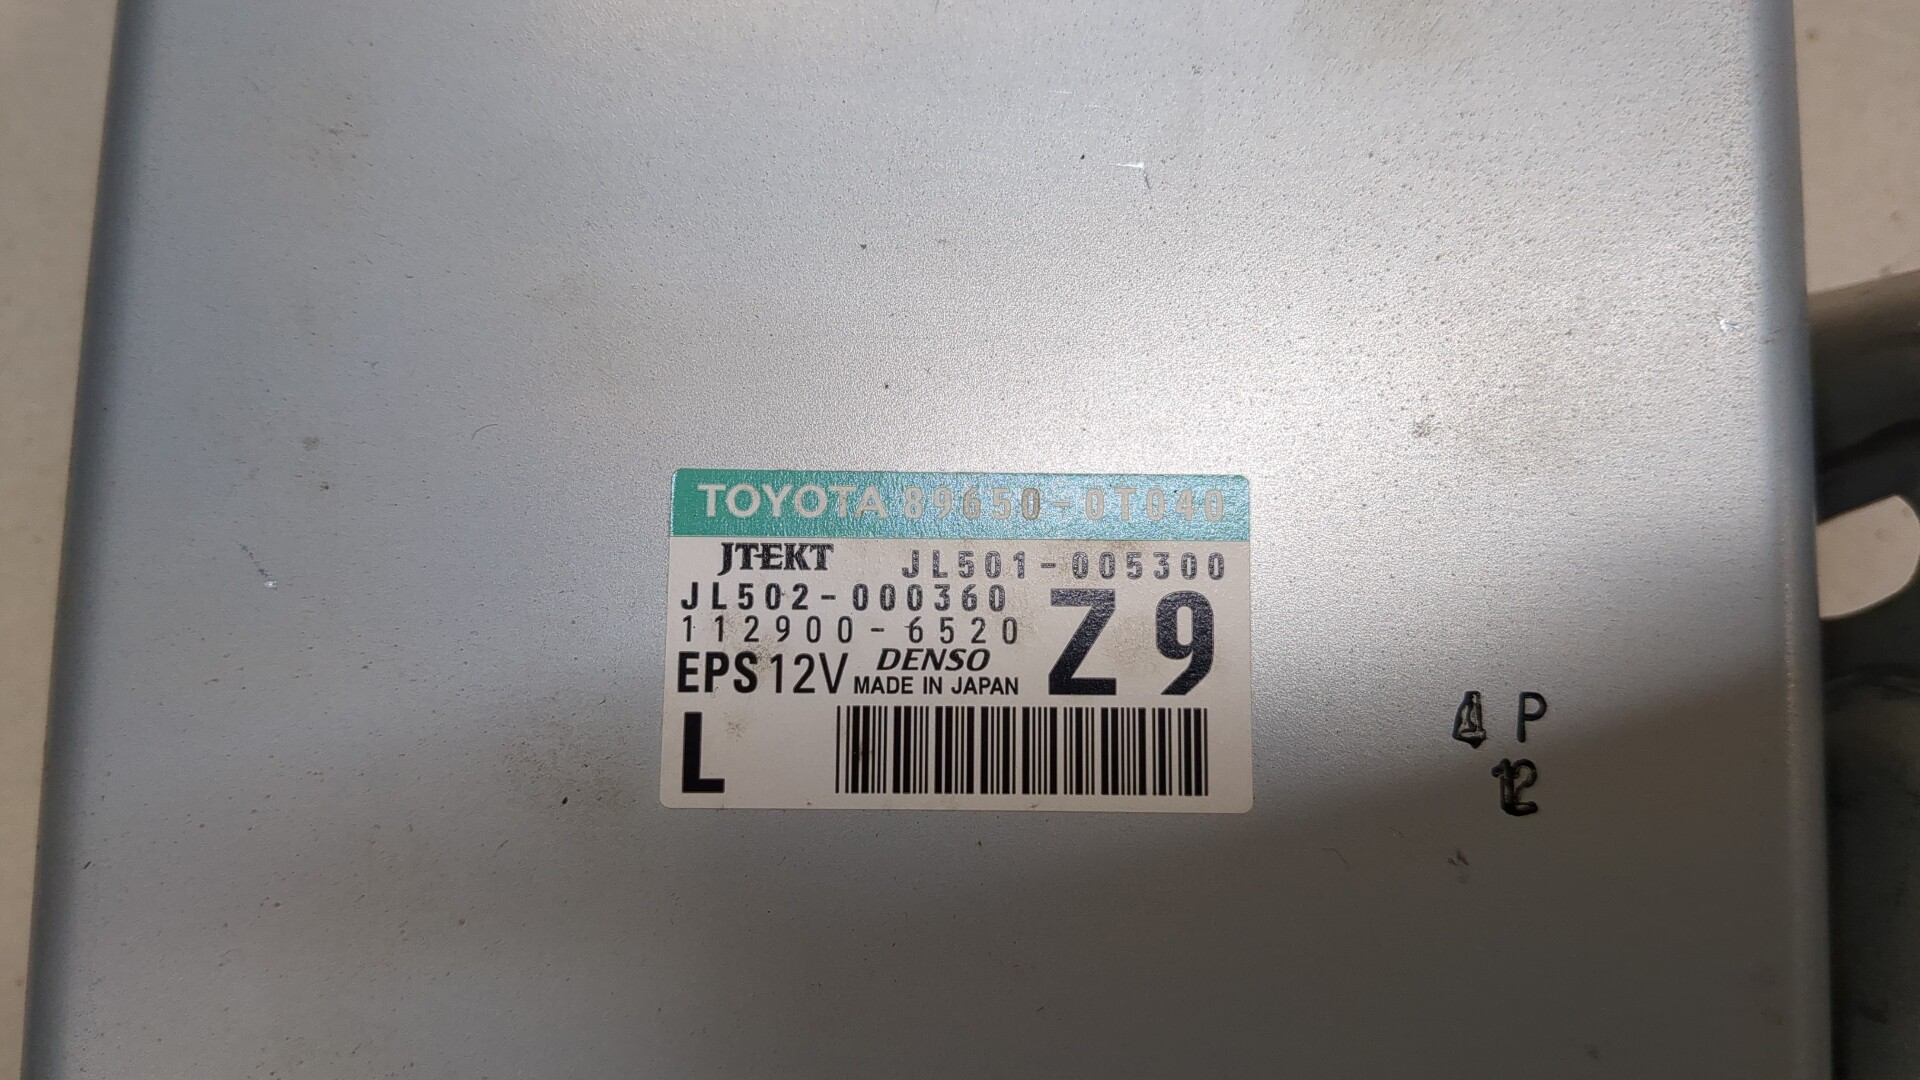 TOYOTA 89650-0T040
JTEKT JL501-005300
JL502-000360
112900-6520
Z9
EPS 12V DENSO
MADE IN JAPAN
L
P
12